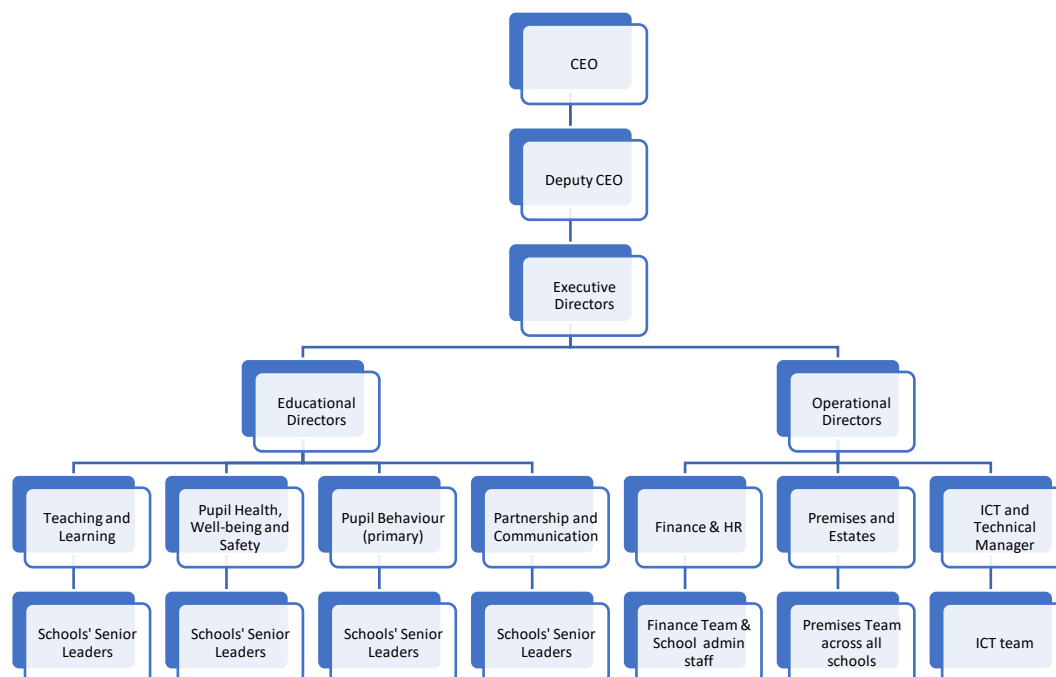 CEO
Deputy CEO
Executive
Directors
Educational
Directors
Operational
Directors
Teaching and
Learning
Pupil Health,
Well-being and
Safety
Pupil Behaviour
(primary)
Partnership and
Communication
Finance & HR
Premises and
Estates
ICT and
Technical
Manager
Schools' Senior
Leaders
Schools' Senior
Leaders
Schools' Senior
Leaders
Schools' Senior
Leaders
Finance Team &
School admin
staff
Premises Team
across all
schools
ICT team